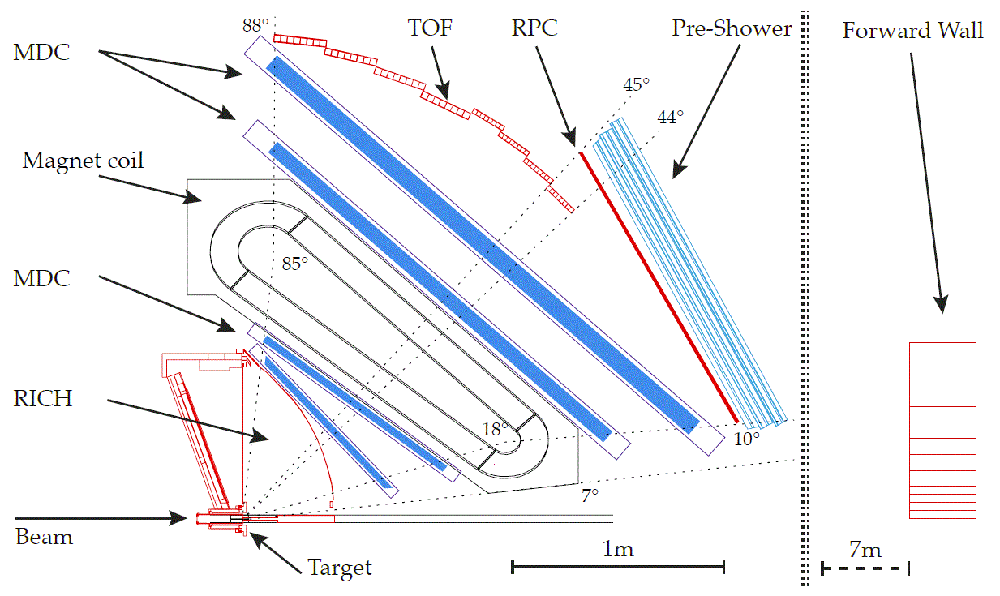 88°
TOF
RPC
Pre-Shower
Forward Wall
MDC
45°
44°
Magnet coil
85°
MDC
RICH
18°
10°
7°
Beam
Target
1m
7m